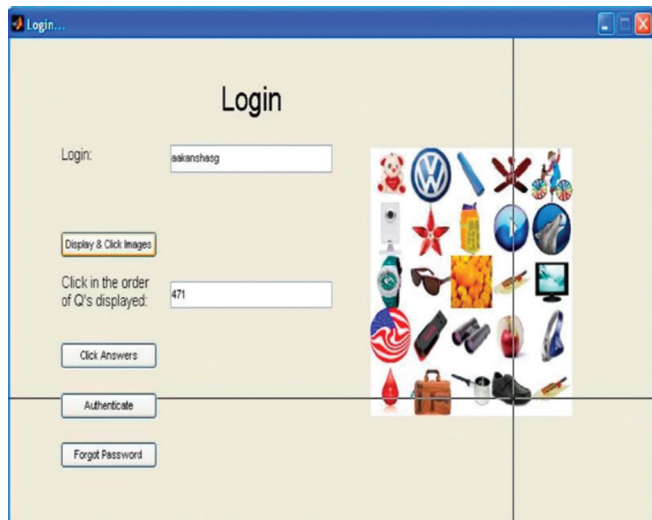 Login...
Login
Login:
aakanshasg
Display & Click Images
Click in the order
of Q's displayed:
471
Click Answers
Authenticate
Forgot Password